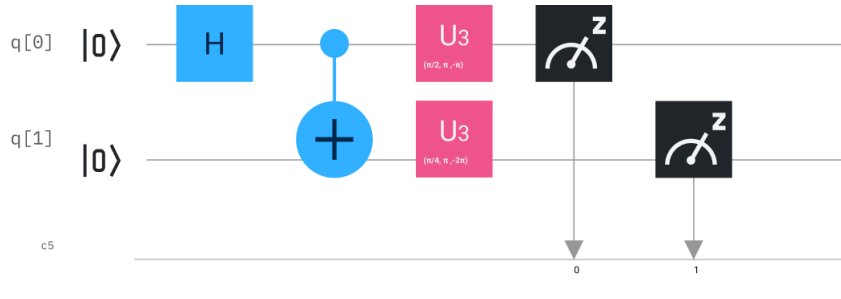 q[0] |0⟩ H U3 z
(π/2, π ,-π)
q[1] |0⟩ + U3 z
(π/4, π ,-2π)
c5
0 1